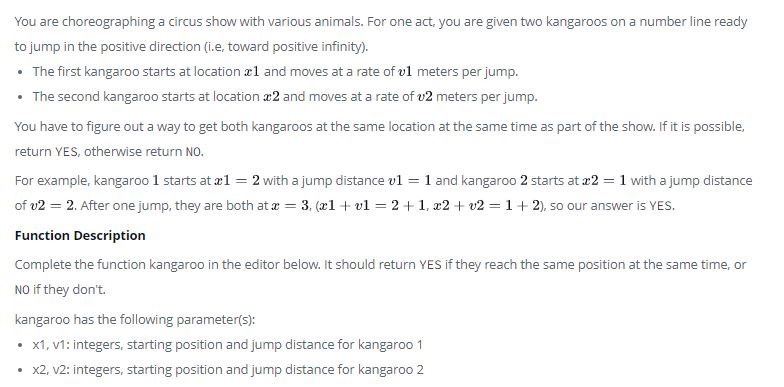 You are choreographing a circus show with various animals. For one act, you are given two kangaroos on a number line ready
to jump in the positive direction (i.e, toward positive infinity).
• The first kangaroo starts at location x1 and moves at a rate of v1 meters per jump.
• The second kangaroo starts at location x2 and moves at a rate of v2 meters per jump.
You have to figure out a way to get both kangaroos at the same location at the same time as part of the show. If it is possible,
return YES, otherwise return NO.
For example, kangaroo 1 starts at x1 = 2 with a jump distance v1 = 1 and kangaroo 2 starts at x2 = 1 with a jump distance
of v2 = 2. After one jump, they are both at x = 3, (x1 + v1 = 2 + 1, x2 + v2 = 1 + 2), so our answer is YES.
Function Description
Complete the function kangaroo in the editor below. It should return YES if they reach the same position at the same time, or
NO if they don't.
kangaroo has the following parameter(s):
• x1, v1: integers, starting position and jump distance for kangaroo 1
• x2, v2: integers, starting position and jump distance for kangaroo 2